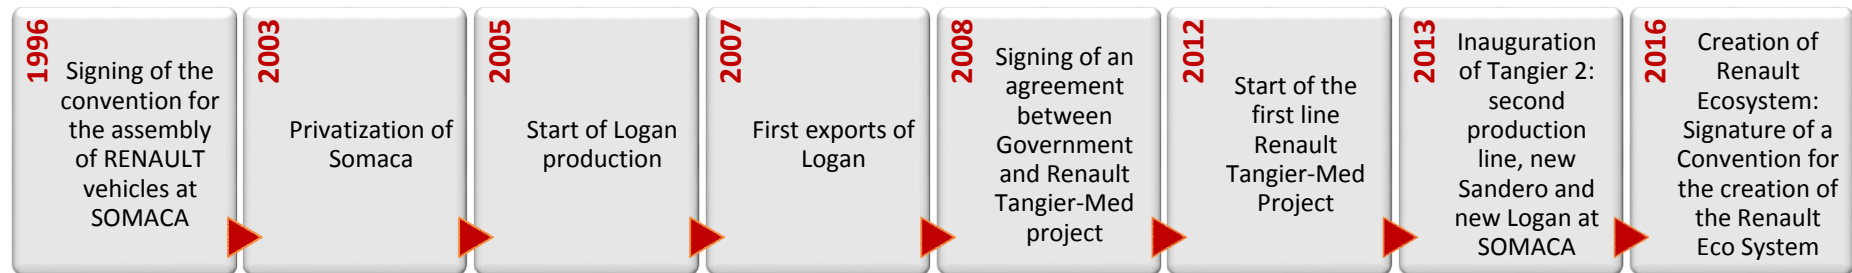 1996
Signing of the
convention for
the assembly
of RENAULT
vehicles at
SOMACA
2003
Privatization of
Somaca
2005
Start of Logan
production
2007
First exports of
Logan
2008
Signing of an
agreement
between
Government
and Renault
Tangier-Med
project
2012
Start of the
first line
Renault
Tangier-Med
Project
2013
Inauguration
of Tangier 2:
second
production
line, new
Sandero and
new Logan at
SOMACA
2016
Creation of
Renault
Ecosystem:
Signature of a
Convention for
the creation of
the Renault
Eco System